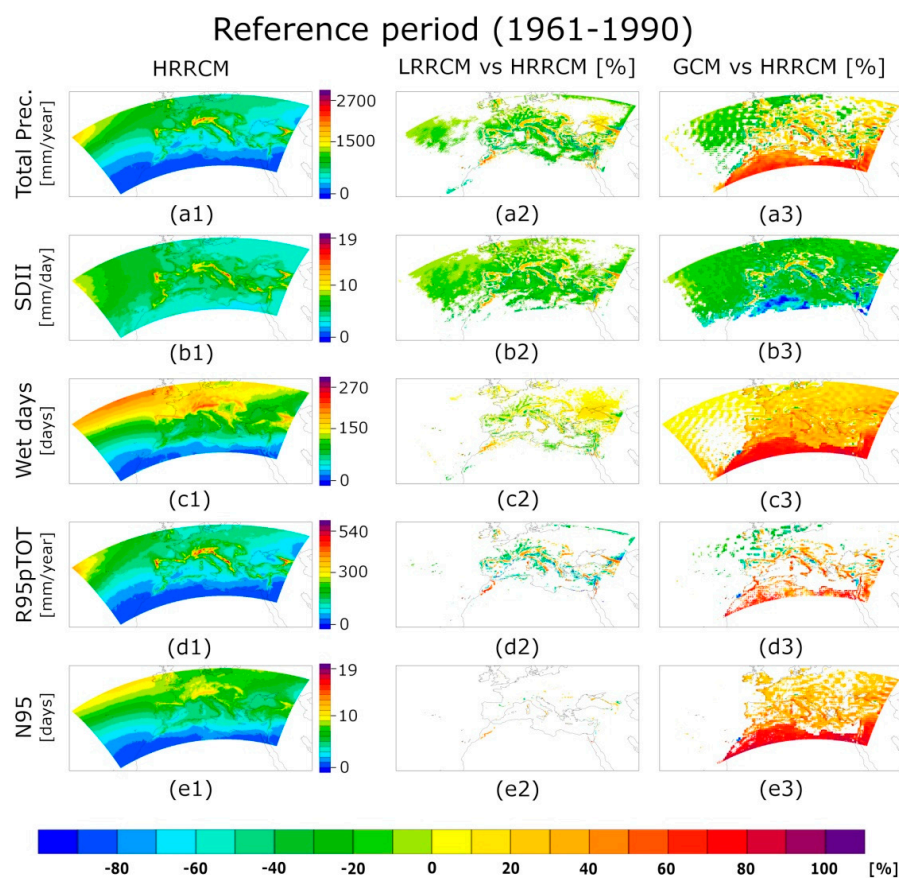 Reference period (1961-1990)
HRRCM
LRRCM vs HRRCM [%]
GCM vs HRRCM [%]
Total Prec.
[mm/year]
2700
1500
0
(a1)
(a2)
(a3)
SDII
[mm/day]
19
10
0
(b1)
(b2)
(b3)
Wet days
[days]
270
150
0
(c1)
(c2)
(c3)
R95pTOT
[mm/year]
540
300
0
(d1)
(d2)
(d3)
N95
[days]
19
10
0
(e1)
(e2)
(e3)
-80 -60 -40 -20 0 20 40 60 80 100 [%]